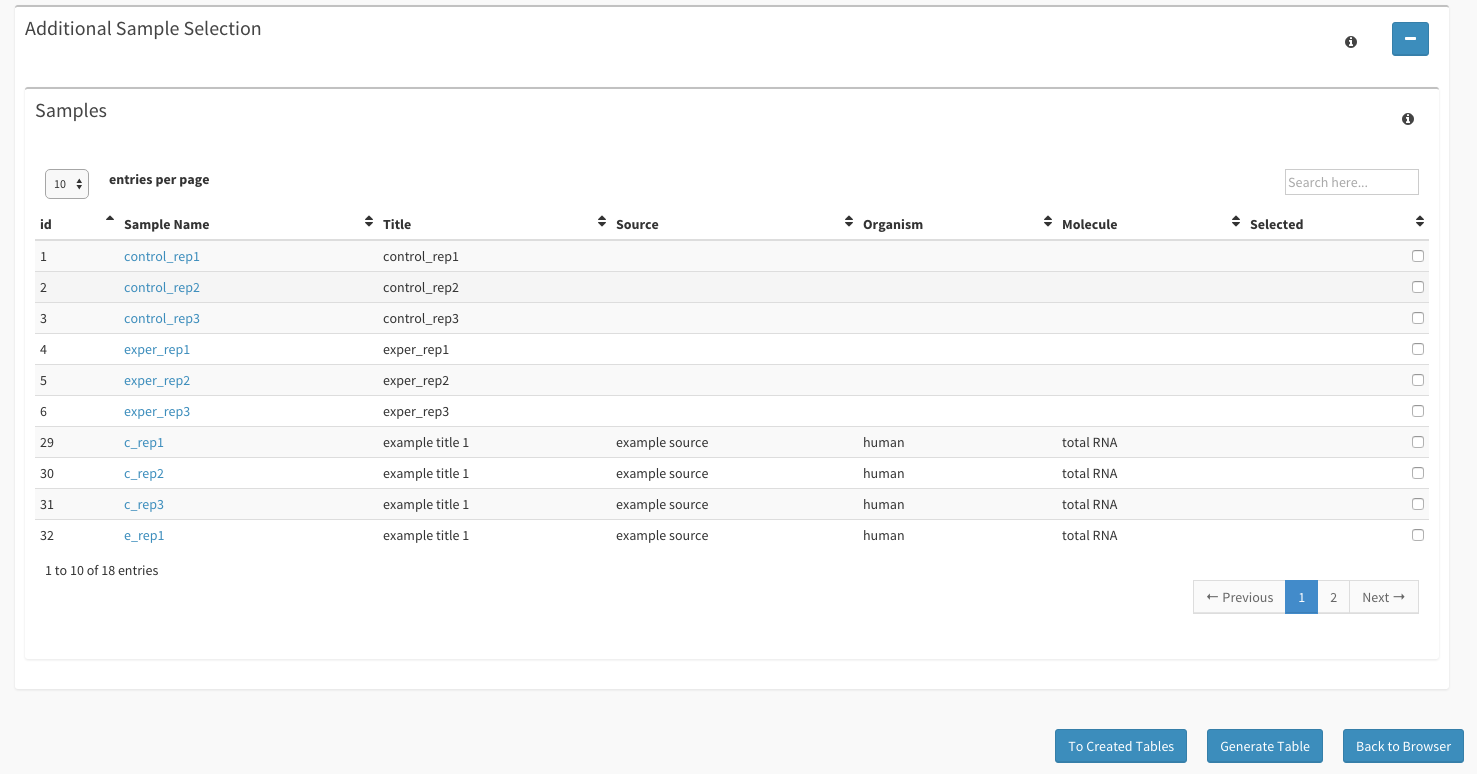 Additional Sample Selection
Samples
10 entries per page Search here...
id Sample Name Title Source Organism Molecule Selected
1 control_rep1 control_rep1
2 control_rep2 control_rep2
3 control_rep3 control_rep3
4 exper_rep1 exper_rep1
5 exper_rep2 exper_rep2
6 exper_rep3 exper_rep3
29 c_rep1 example title 1 example source human total RNA
30 c_rep2 example title 1 example source human total RNA
31 c_rep3 example title 1 example source human total RNA
32 e_rep1 example title 1 example source human total RNA
1 to 10 of 18 entries
← Previous 1 2 Next →
To Created Tables Generate Table Back to Browser